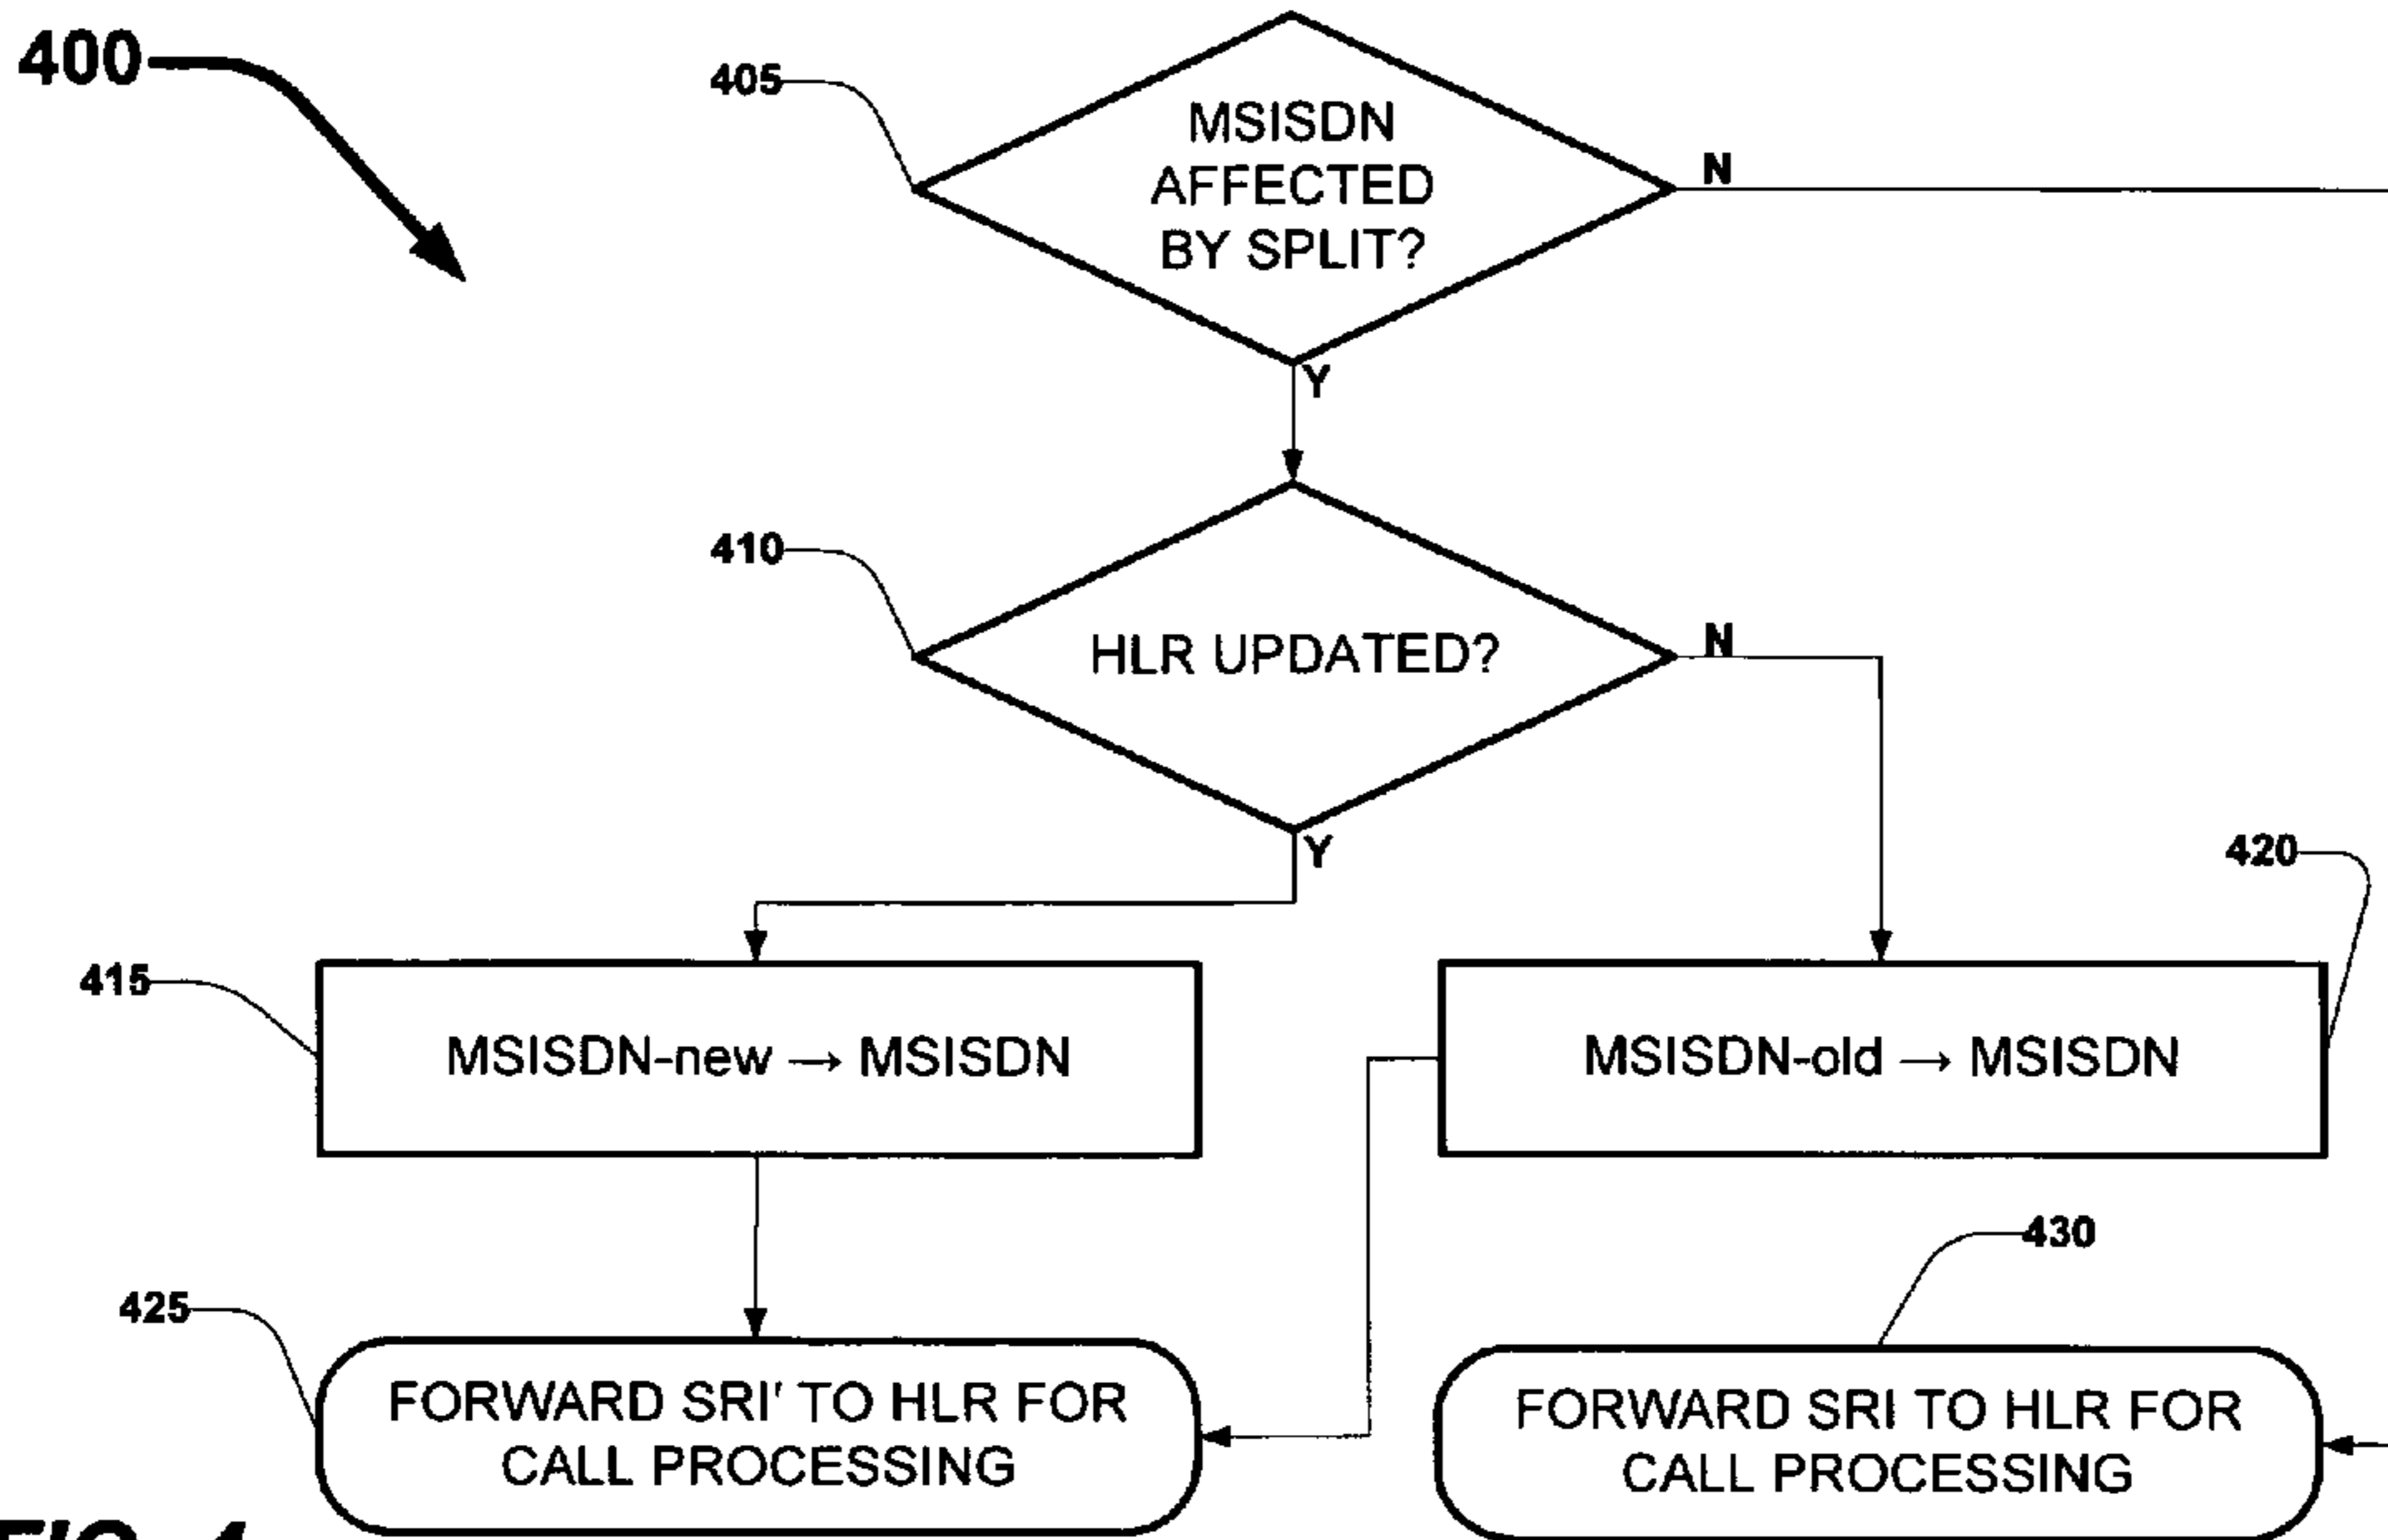 400
405
MSISDN
AFFECTED
BY SPLIT?
N
Y
410
HLR UPDATED?
N
Y
420
415
MSISDN-new → MSISDN
MSISDN-old → MSISDN
430
425
FORWARD SRI' TO HLR FOR
CALL PROCESSING
FORWARD SRI TO HLR FOR
CALL PROCESSING